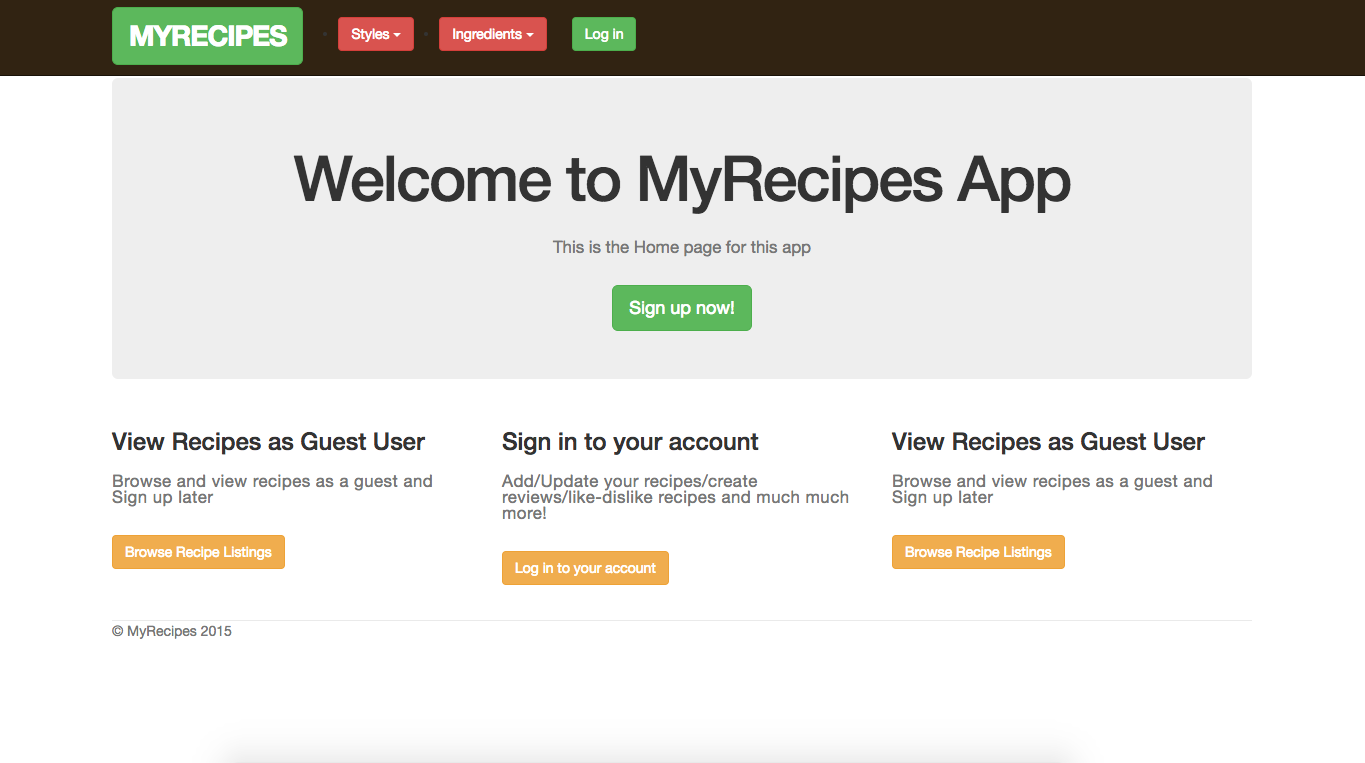 MYRECIPES
Styles
Ingredients
Log in
Welcome to MyRecipes App
This is the Home page for this app
Sign up now!
View Recipes as Guest User
Browse and view recipes as a guest and
Sign up later
Browse Recipe Listings
Sign in to your account
Add/Update your recipes/create
reviews/like-dislike recipes and much much
more!
Log in to your account
View Recipes as Guest User
Browse and view recipes as a guest and
Sign up later
Browse Recipe Listings
© MyRecipes 2015